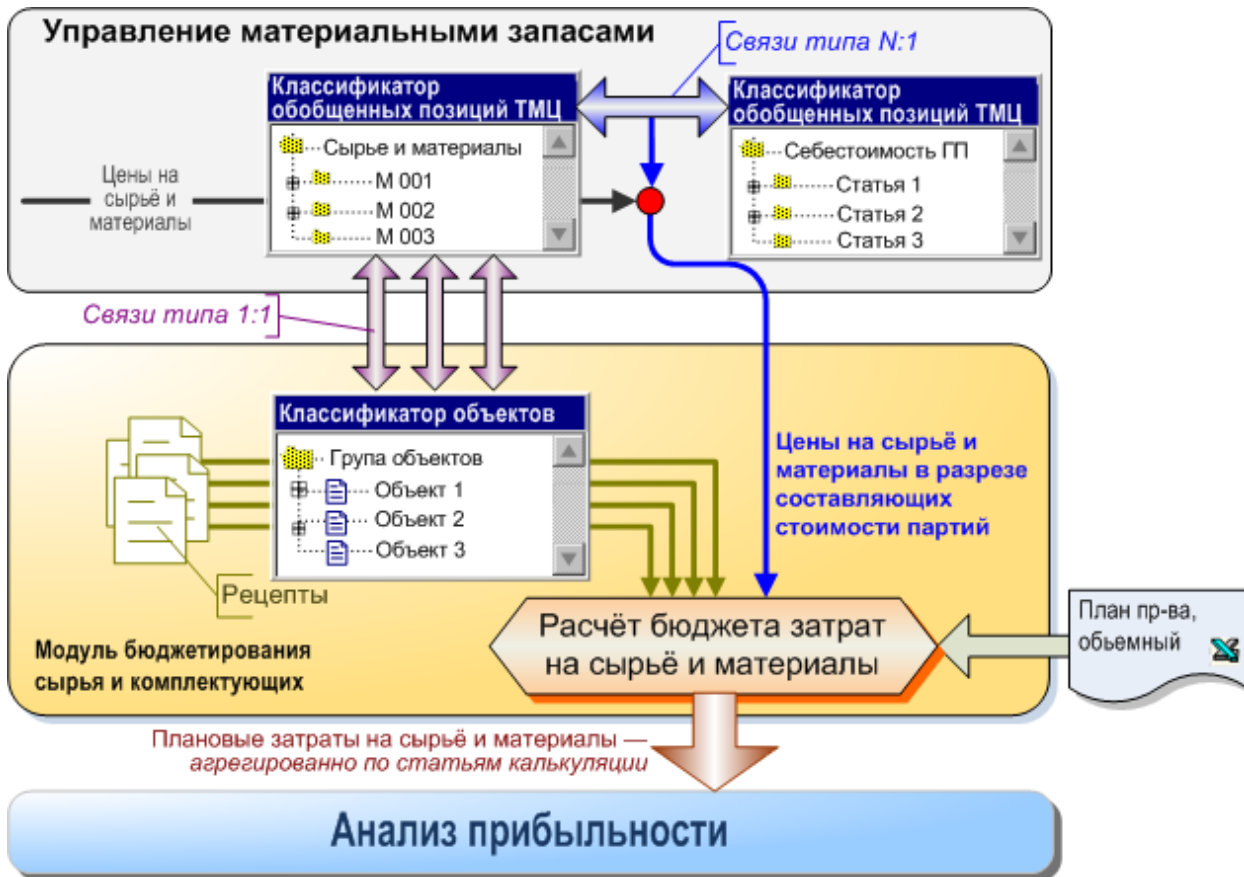 Управление материальными запасами
Связи типа N:1
Классификатор
обобщенных позиций ТМЦ
Сырье и материалы
М 001
М 002
М 003
Классификатор
обобщенных позиций ТМЦ
Себестоимость ГП
Статья 1
Статья 2
Статья 3
Цены на
сырьё и
материалы
Связи типа 1:1
Классификатор объектов
Група объектов
Объект 1
Объект 2
Объект 3
Рецепты
Цены на сырьё и
материалы в разрезе
составляющих
стоимости партий
Модуль бюджетирования
сырья и комплектующих
Расчёт бюджета затрат
на сырьё и материалы
План пр-ва,
обьемный
Плановые затраты на сырьё и материалы —
агрегированно по статьям калькуляции
Анализ прибыльности